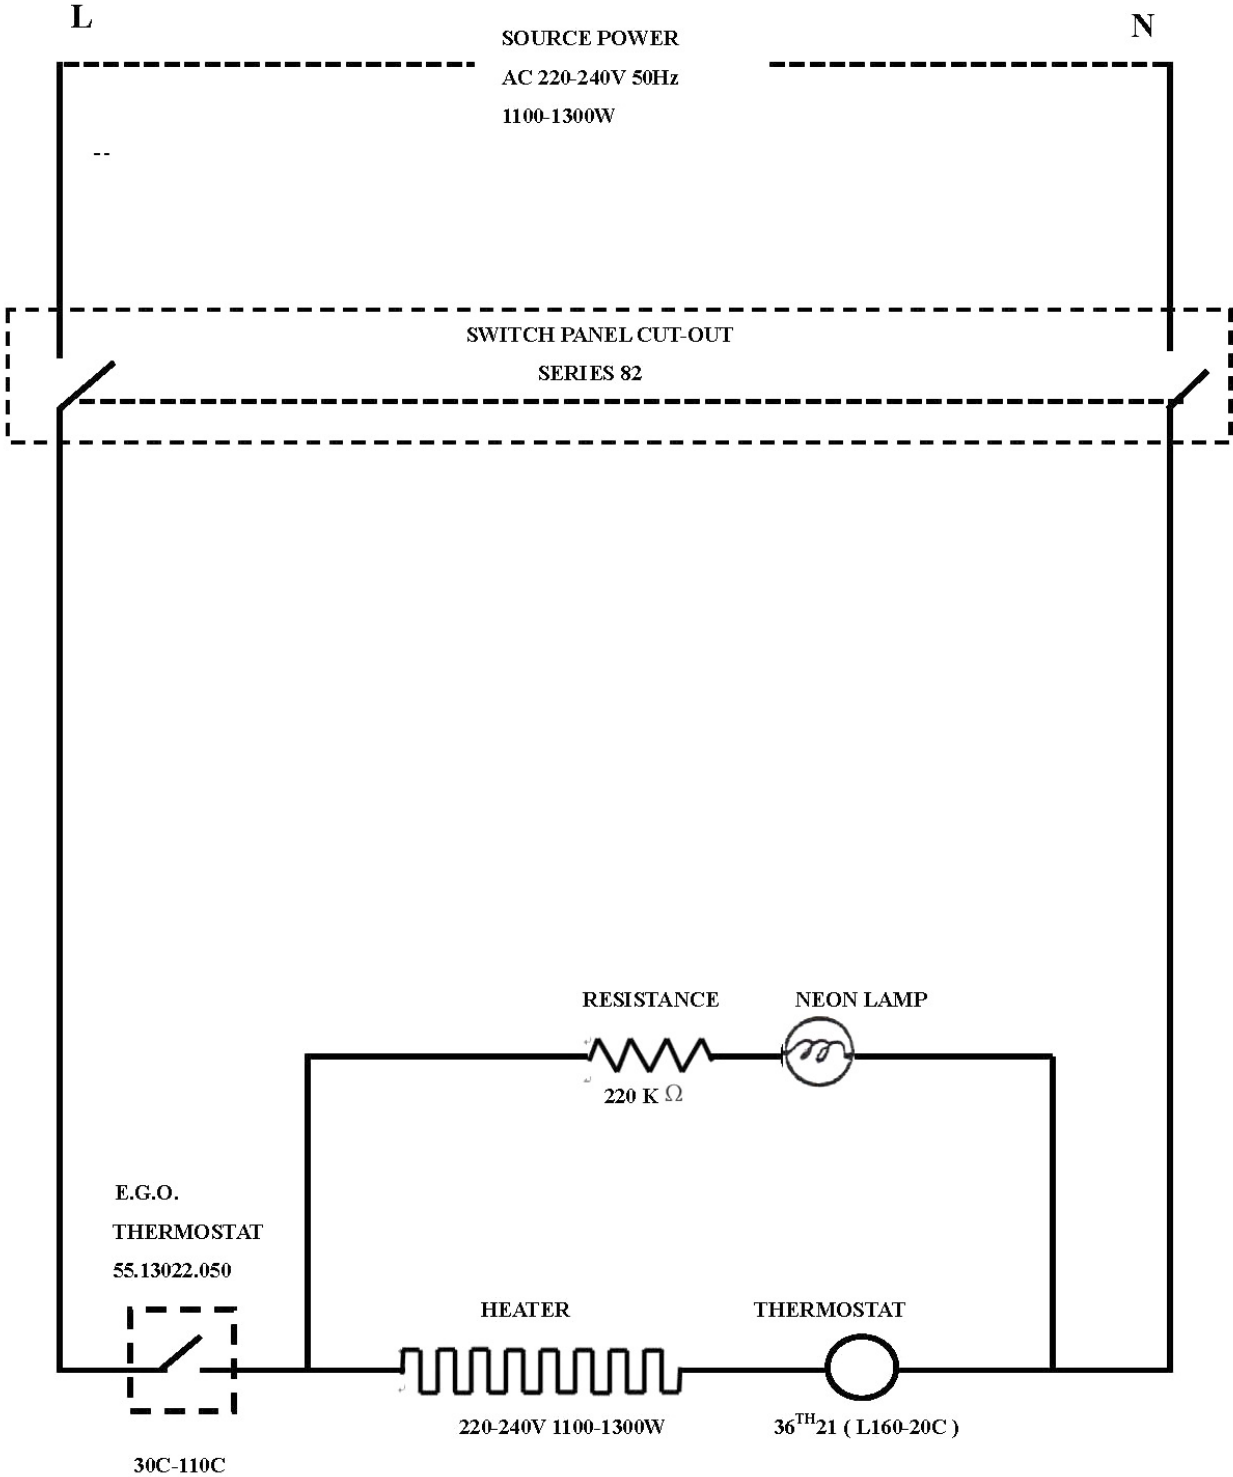 L
N
SOURCE POWER
AC 220-240V 50Hz
1100-1300W
--
SWITCH PANEL CUT-OUT
SERIES 82
RESISTANCE
NEON LAMP
220 K Ω
E.G.O.
THERMOSTAT
55.13022.050
HEATER
THERMOSTAT
220-240V 1100-1300W
36TH21 ( L160-20C )
30C-110C